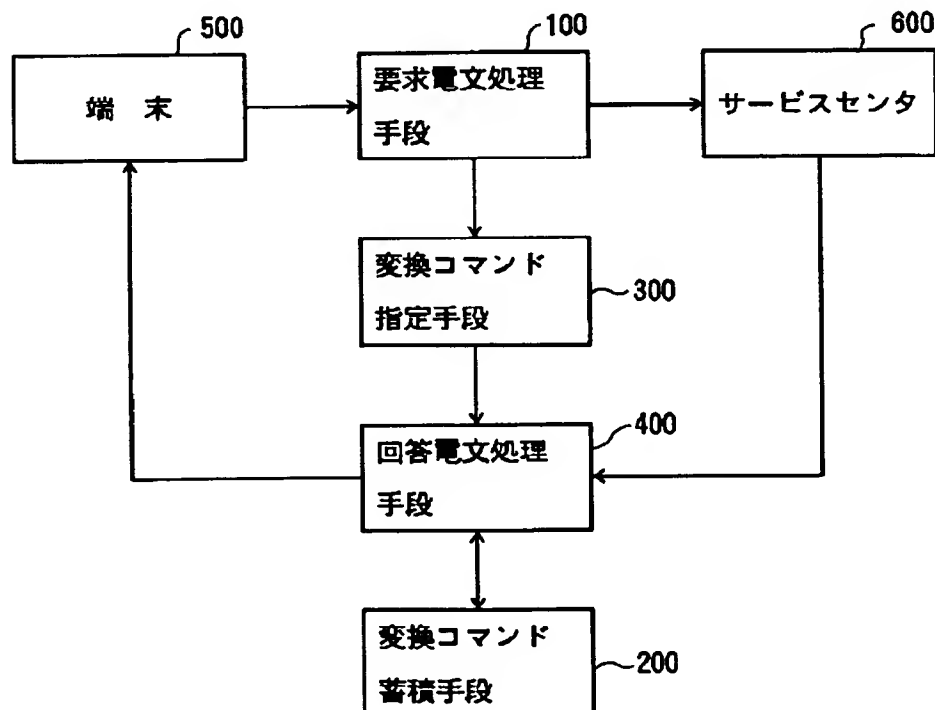 500
100
600
端 末
要求電文処理
手段
サービスセンタ
変換コマンド
指定手段
300
400
回答電文処理
手段
変換コマンド
蓄積手段
200